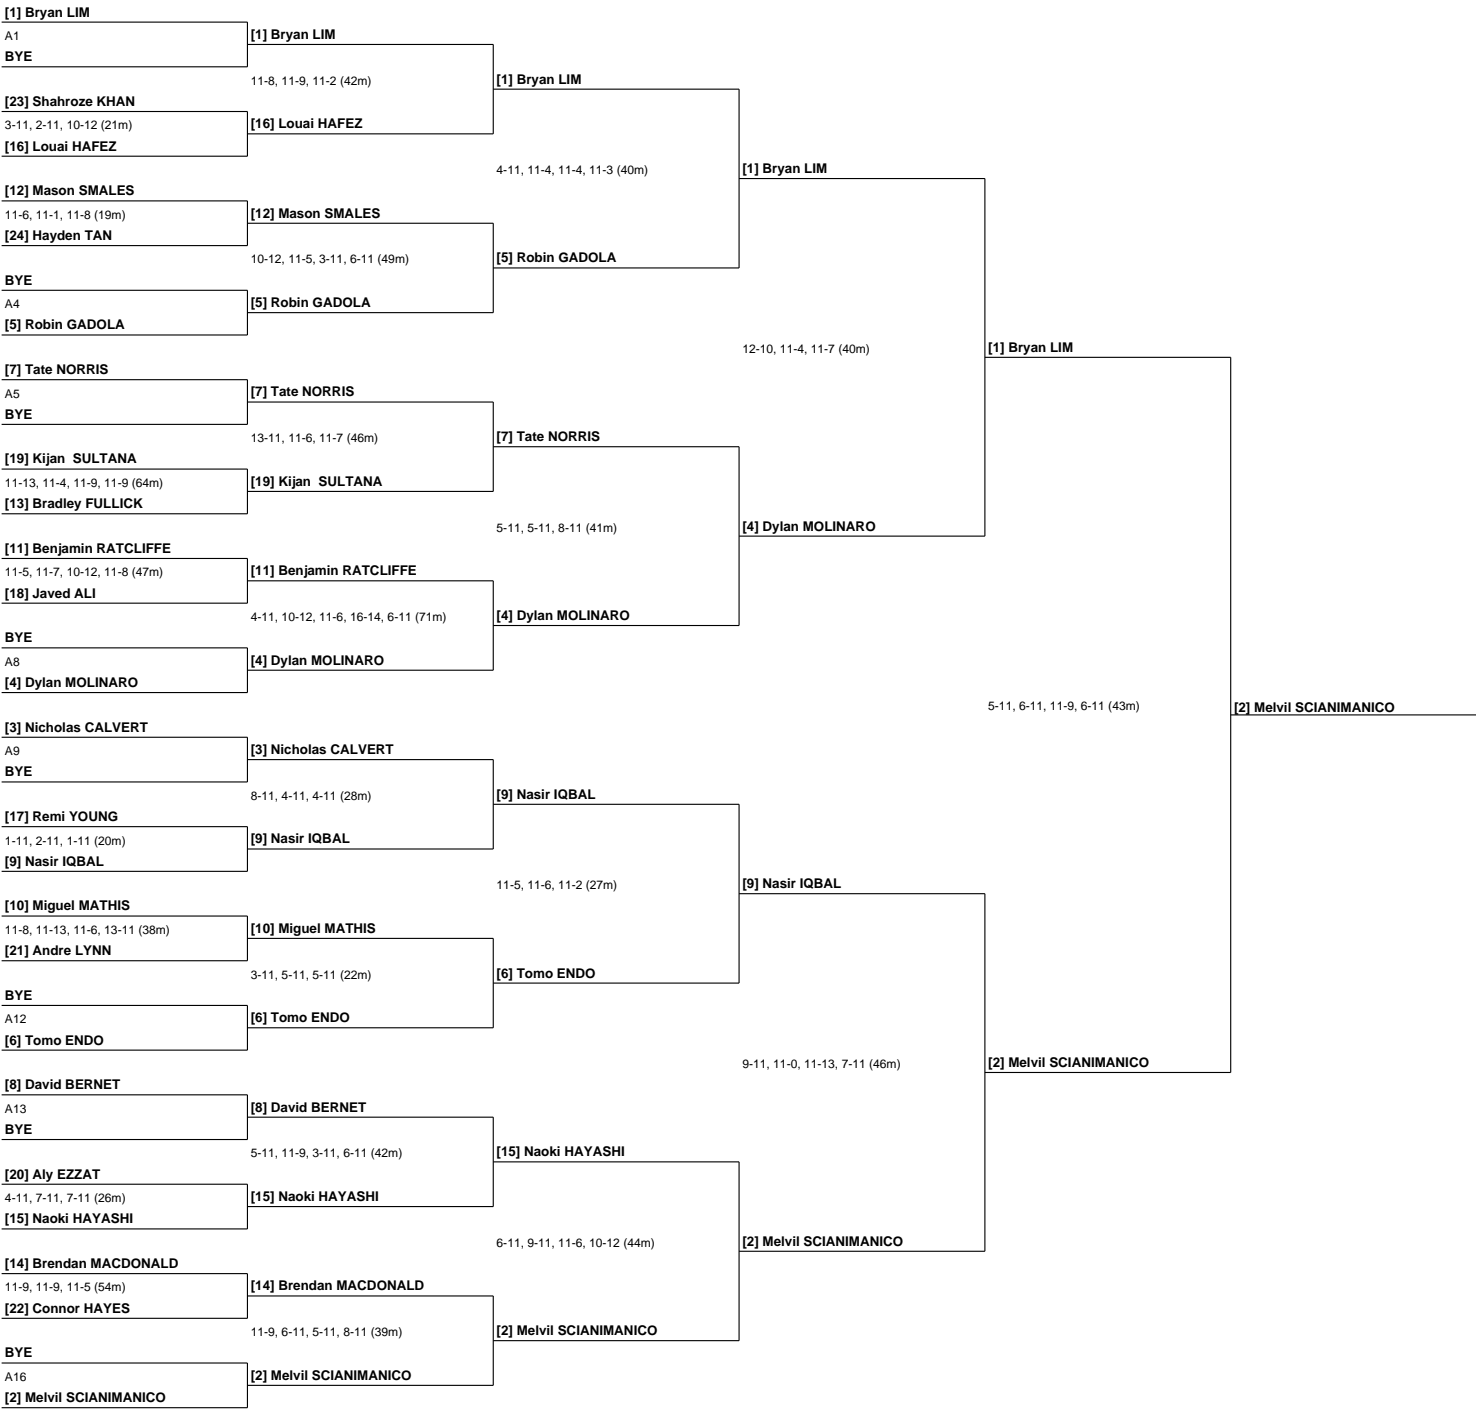 [1] Bryan LIM
A1
BYE
[23] Shahroze KHAN
3-11, 2-11, 10-12 (21m)
[16] Louai HAFEZ
[12] Mason SMALES
11-6, 11-1, 11-8 (19m)
[24] Hayden TAN
BYE
A4
[5] Robin GADOLA
[7] Tate NORRIS
A5
BYE
[19] Kijan  SULTANA
11-13, 11-4, 11-9, 11-9 (64m)
[13] Bradley FULLICK
[11] Benjamin RATCLIFFE
11-5, 11-7, 10-12, 11-8 (47m)
[18] Javed ALI
BYE
A8
[4] Dylan MOLINARO
[3] Nicholas CALVERT
A9
BYE
[17] Remi YOUNG
1-11, 2-11, 1-11 (20m)
[9] Nasir IQBAL
[10] Miguel MATHIS
11-8, 11-13, 11-6, 13-11 (38m)
[21] Andre LYNN
BYE
A12
[6] Tomo ENDO
[8] David BERNET
A13
BYE
[20] Aly EZZAT
4-11, 7-11, 7-11 (26m)
[15] Naoki HAYASHI
[14] Brendan MACDONALD
11-9, 11-9, 11-5 (54m)
[22] Connor HAYES
BYE
A16
[2] Melvil SCIANIMANICO
[1] Bryan LIM
11-8, 11-9, 11-2 (42m)
[16] Louai HAFEZ
[12] Mason SMALES
10-12, 11-5, 3-11, 6-11 (49m)
[5] Robin GADOLA
[7] Tate NORRIS
13-11, 11-6, 11-7 (46m)
[19] Kijan  SULTANA
[11] Benjamin RATCLIFFE
4-11, 10-12, 11-6, 16-14, 6-11 (71m)
[4] Dylan MOLINARO
[3] Nicholas CALVERT
8-11, 4-11, 4-11 (28m)
[9] Nasir IQBAL
[10] Miguel MATHIS
3-11, 5-11, 5-11 (22m)
[6] Tomo ENDO
[8] David BERNET
5-11, 11-9, 3-11, 6-11 (42m)
[15] Naoki HAYASHI
[14] Brendan MACDONALD
11-9, 6-11, 5-11, 8-11 (39m)
[2] Melvil SCIANIMANICO
[1] Bryan LIM
4-11, 11-4, 11-4, 11-3 (40m)
[5] Robin GADOLA
[7] Tate NORRIS
5-11, 5-11, 8-11 (41m)
[4] Dylan MOLINARO
[9] Nasir IQBAL
11-5, 11-6, 11-2 (27m)
[6] Tomo ENDO
[15] Naoki HAYASHI
6-11, 9-11, 11-6, 10-12 (44m)
[2] Melvil SCIANIMANICO
[1] Bryan LIM
12-10, 11-4, 11-7 (40m)
[4] Dylan MOLINARO
[9] Nasir IQBAL
9-11, 11-0, 11-13, 7-11 (46m)
[2] Melvil SCIANIMANICO
[1] Bryan LIM
5-11, 6-11, 11-9, 6-11 (43m)
[2] Melvil SCIANIMANICO
[2] Melvil SCIANIMANICO